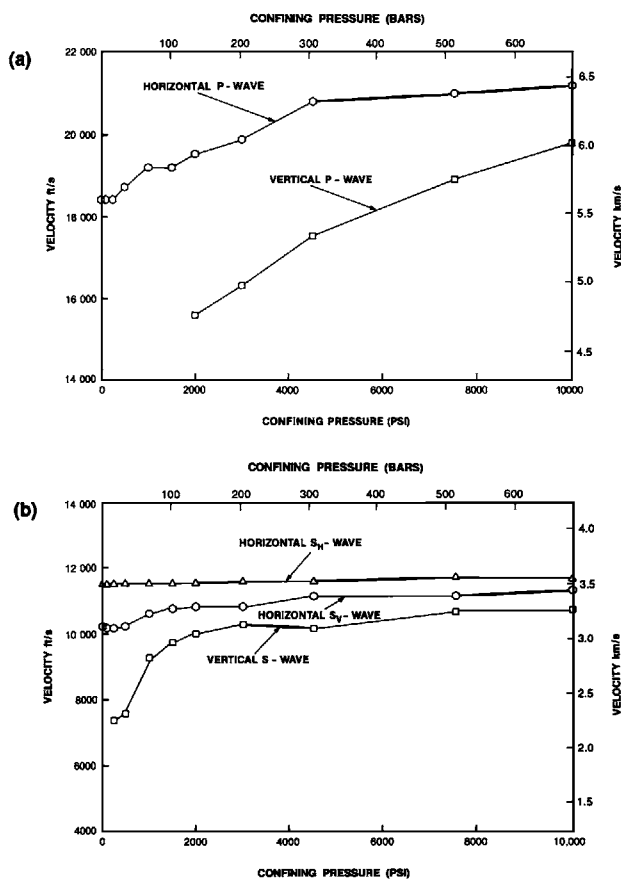 (a)
CONFINING PRESSURE (BARS)
0 100 200 300 400 500 600
22 000
20 000
18 000
16 000
14 000
VELOCITY ft/s
HORIZONTAL P - WAVE
VERTICAL P - WAVE
6.5
6.0
5.5
5.0
4.5
VELOCITY km/s
0 2000 4000 6000 8000 10000
CONFINING PRESSURE (PSI)
(b)
CONFINING PRESSURE (BARS)
0 100 200 300 400 500 600
14 000
12 000
10 000
8000
6000
4000
VELOCITY ft/s
HORIZONTAL SH - WAVE
HORIZONTAL SV - WAVE
VERTICAL S - WAVE
4.0
3.5
3.0
2.5
2.0
1.5
VELOCITY km/s
0 2000 4000 6000 8000 10,000
CONFINING PRESSURE (PSI)